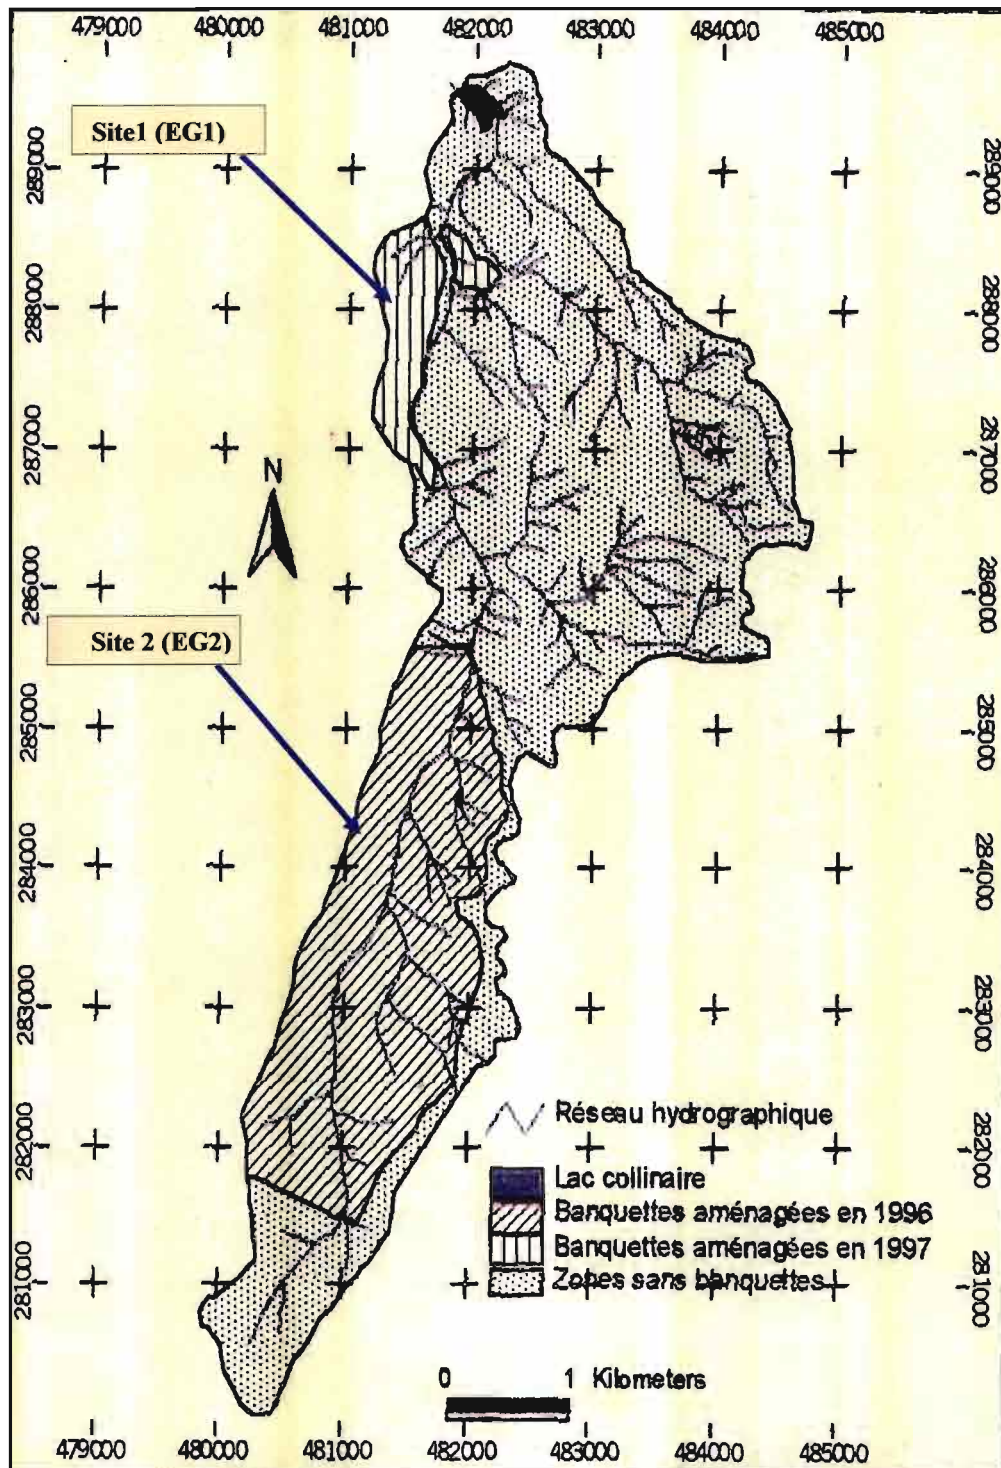 479000 480000 481000 482000 483000 484000 485000
Site1 (EG1)
289000 289000
288000 288000
287000 287000
N
286000 286000
Site 2 (EG2)
285000 285000
284000 284000
283000 283000
Réseau hydrographique
282000 282000
Lac collinaire
Banquettes aménagées en 1996
Banquettes aménagées en 1997
281000 Zones sans banquettes 281000
0 1 Kilometers
479000 480000 481000 482000 483000 484000 485000